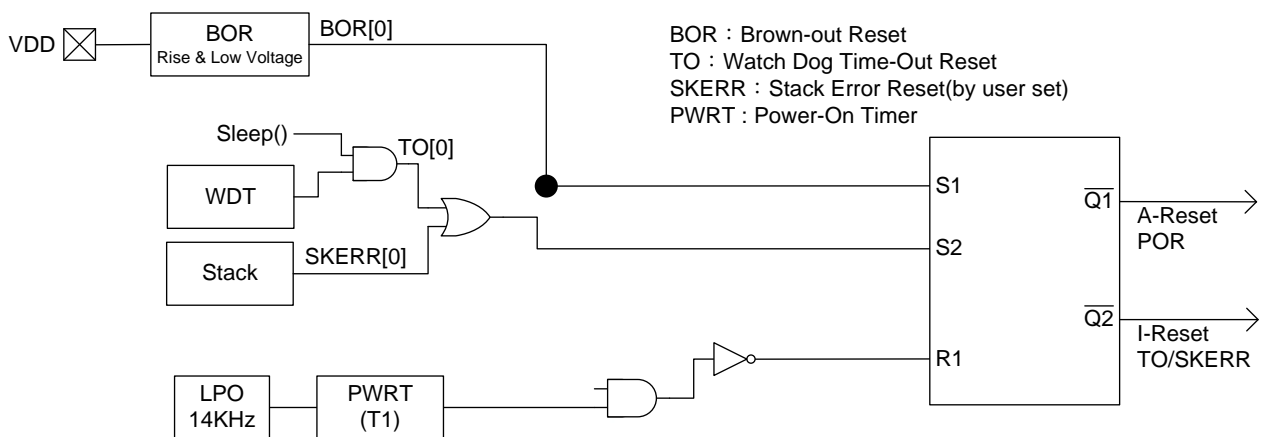 VDD
BOR
Rise & Low Voltage
BOR[0]
BOR：Brown-out Reset
TO：Watch Dog Time-Out Reset
SKERR：Stack Error Reset(by user set)
PWRT : Power-On Timer
Sleep()
TO[0]
WDT
Stack
SKERR[0]
S1
S2
R1
Q1
A-Reset
POR
Q2
I-Reset
TO/SKERR
LPO
14KHz
PWRT
(T1)